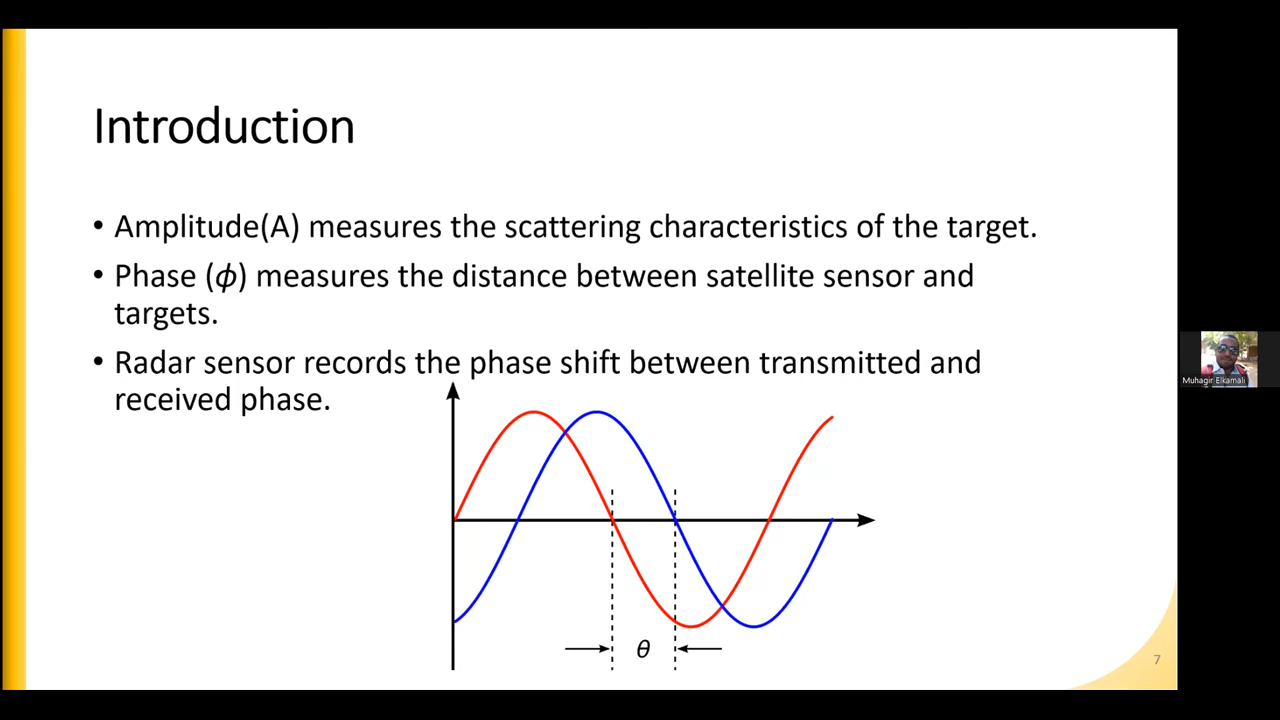 Introduction
• Amplitude(A) measures the scattering characteristics of the target.
• Phase (ϕ) measures the distance between satellite sensor and
targets.
• Radar sensor records the phase shift between transmitted and
received phase.
θ
7
Muhagir Elkamali